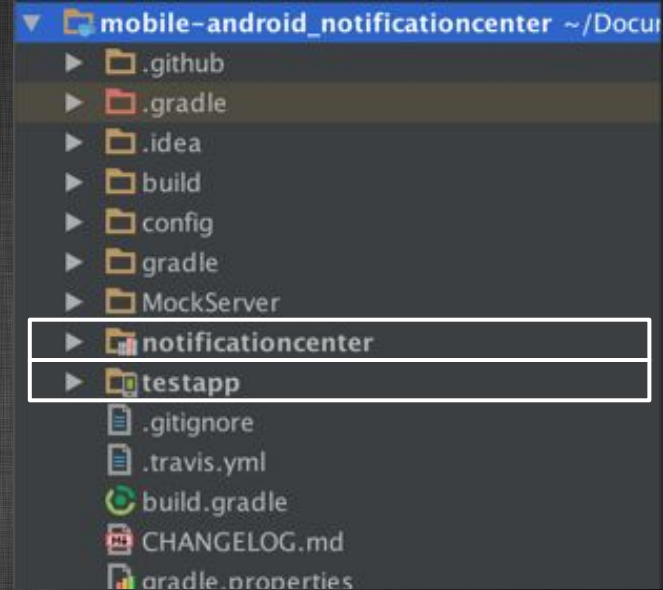 mobile-android_notificationcenter ~/Docu
.github
.gradle
.idea
build
config
gradle
MockServer
notificationcenter
testapp
.gitignore
.travis.yml
build.gradle
CHANGELOG.md
gradle.properties